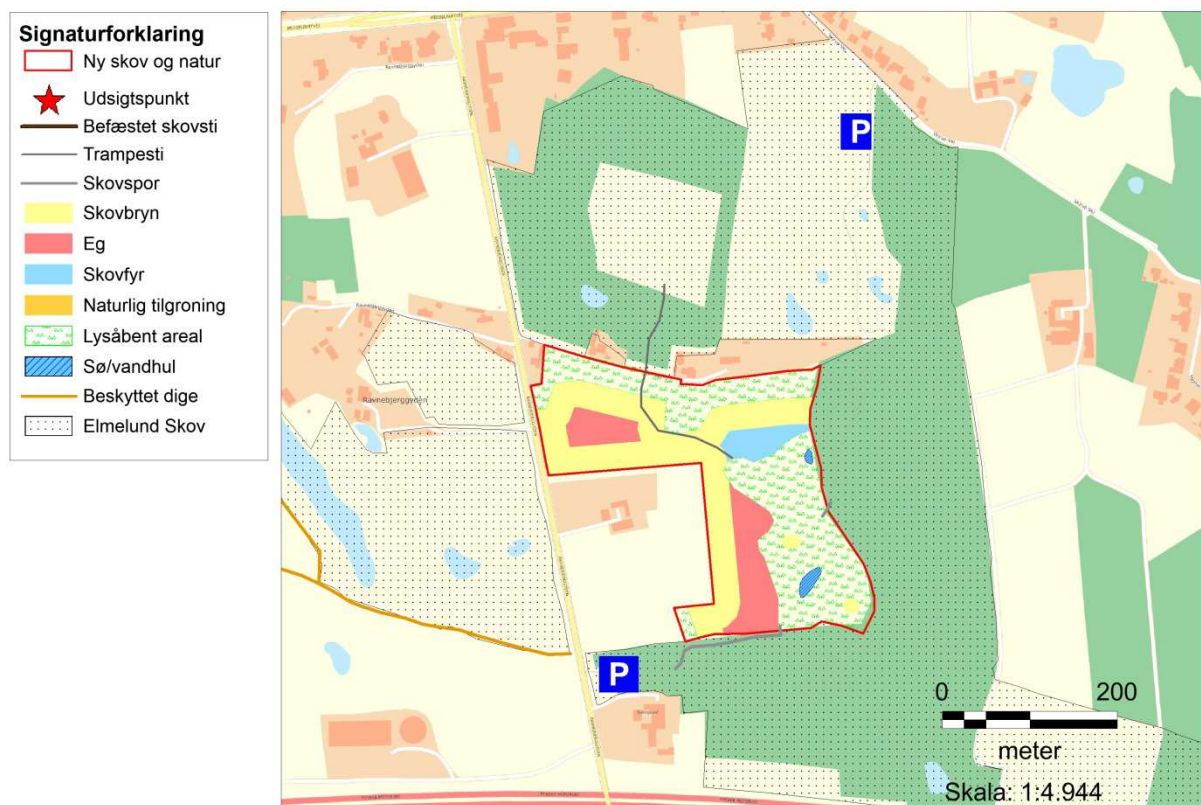 Signaturforklaring
Ny skov og natur
Udsigtspunkt
Befæstet skovsti
Trampesti
Skovspor
Skovbryn
Eg
Skovfyr
Naturlig tilgroning
Lysåbent areal
Sø/vandhul
Beskyttet dige
Elmelund Skov
P
Ravnebjerggyden
P
0 200
meter
Skala: 1:4.944